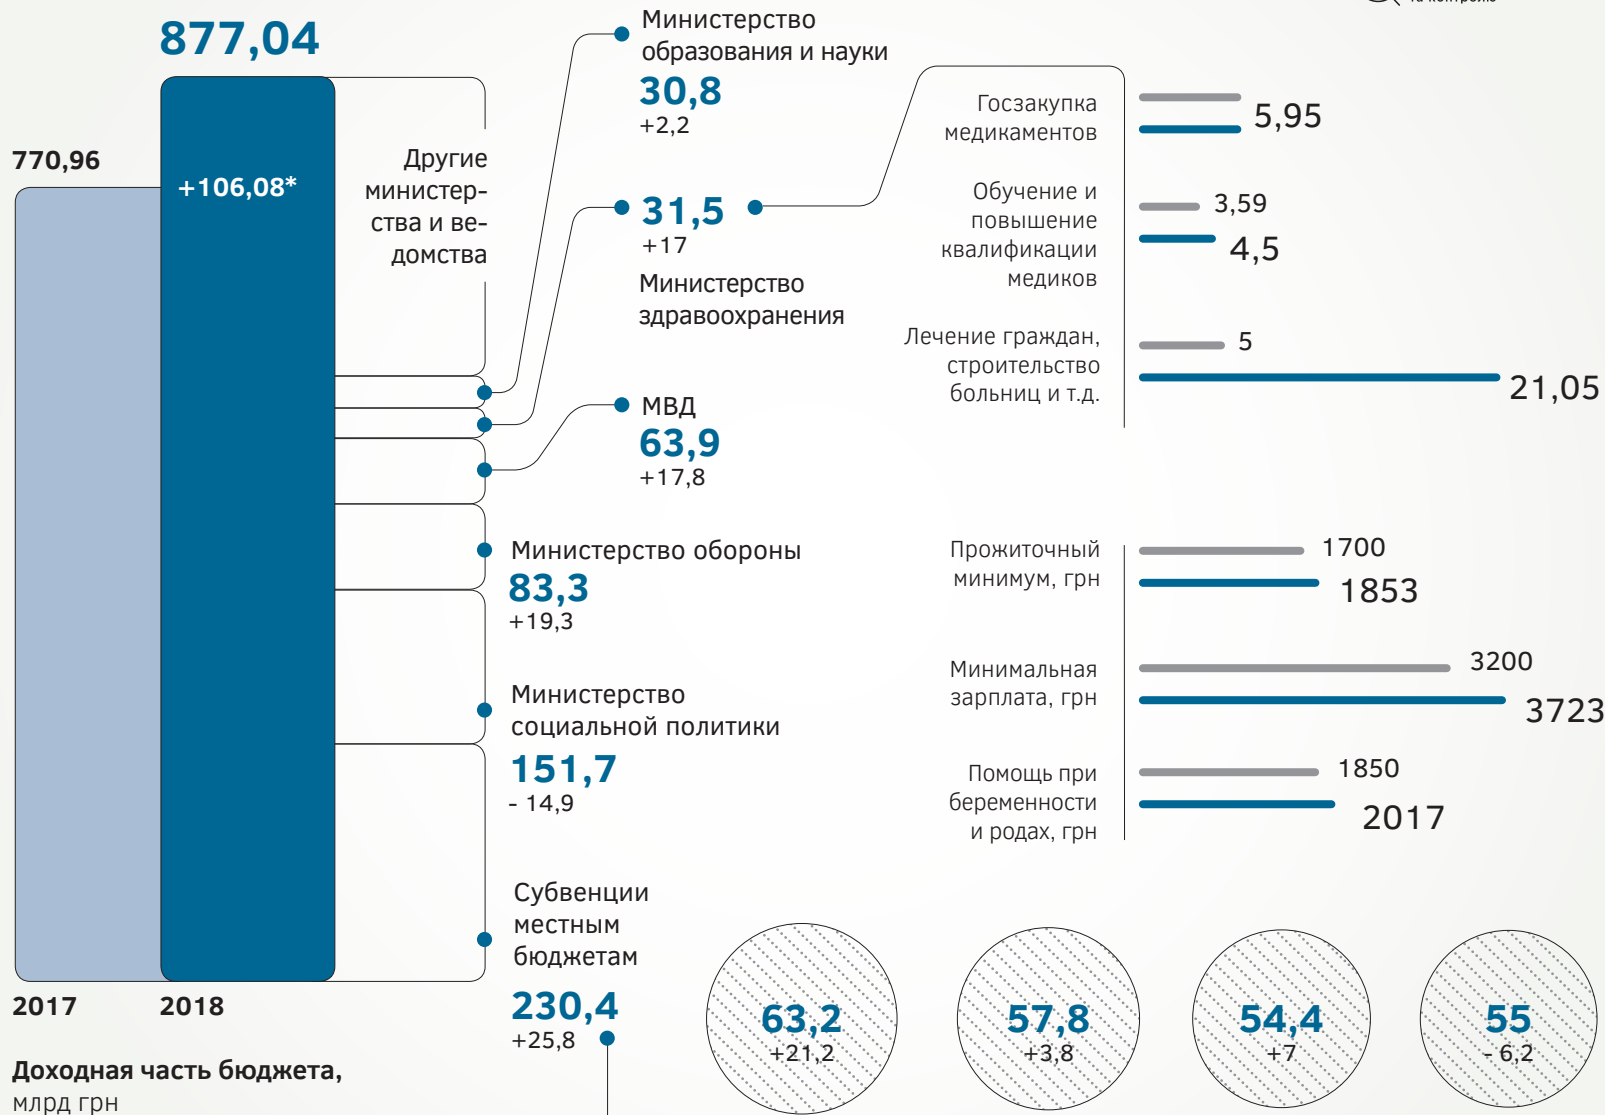 та контролю
877,04
770,96
+106,08*
Другие
министер-
ства и ве-
домства
2017
2018
Доходная часть бюджета,
млрд грн
Министерство
образования и науки
30,8
+2,2
31,5
+17
Министерство
здравоохранения
МВД
63,9
+17,8
Министерство обороны
83,3
+19,3
Министерство
социальной политики
151,7
- 14,9
Субвенции
местным
бюджетам
230,4
+25,8
Госзакупка
медикаментов
5,95
Обучение и
повышение
квалификации
медиков
3,59
4,5
Лечение граждан,
строительство
больниц и т.д.
5
21,05
Прожиточный
минимум, грн
1700
1853
Минимальная
зарплата, грн
3200
3723
Помощь при
беременности
и родах, грн
1850
2017
63,2
+21,2
57,8
+3,8
54,4
+7
55
- 6,2